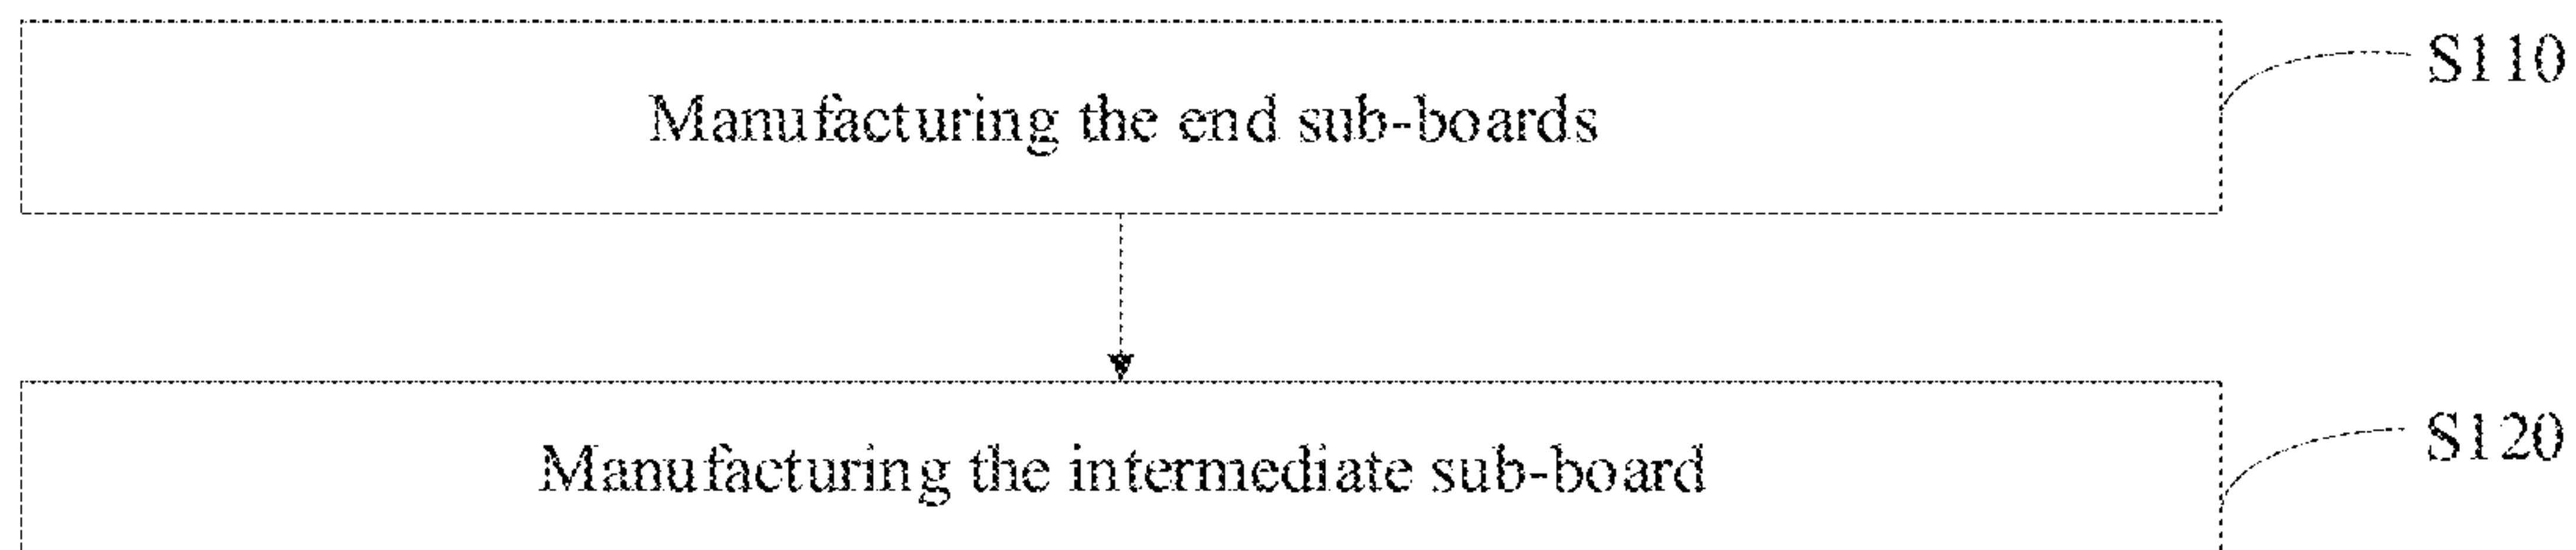 S110
Manufacturing the end sub-boards
S120
Manufacturing the intermediate sub-board